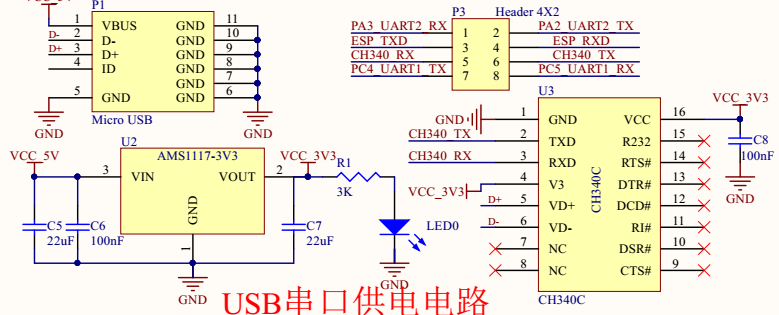 VCC_5V
P1
1 VBUS GND 11
D- 2 D- GND 10
D+ 3 D+ GND 9
4 ID GND 8
GND 7
5 GND GND 6
GND
Micro USB
GND
P3 Header 4X2
PA3_UART2_RX 1 2 PA2_UART2_TX
ESP_TXD 3 4 ESP_RXD
CH340_RX 5 6 CH340_TX
PC4_UART1_TX 7 8 PC5_UART1_RX
U2
AMS1117-3V3
VCC_5V
3 VIN VOUT 2
VCC_3V3
R1
3K
GND
1
C5
22uF
C6
100nF
C7
22uF
LED0
GND
GND
U3
GND 1 GND VCC 16
CH340_TX 2 TXD R232 15
CH340_RX 3 RXD RTS# 14
VCC_3V3 4 V3 DTR# 13
D+ 5 VD+ DCD# 12
D- 6 VD- RI# 11
7 NC DSR# 10
8 NC CTS# 9
CH340C
CH340C
VCC_3V3
C8
100nF
GND
USB串口供电电路